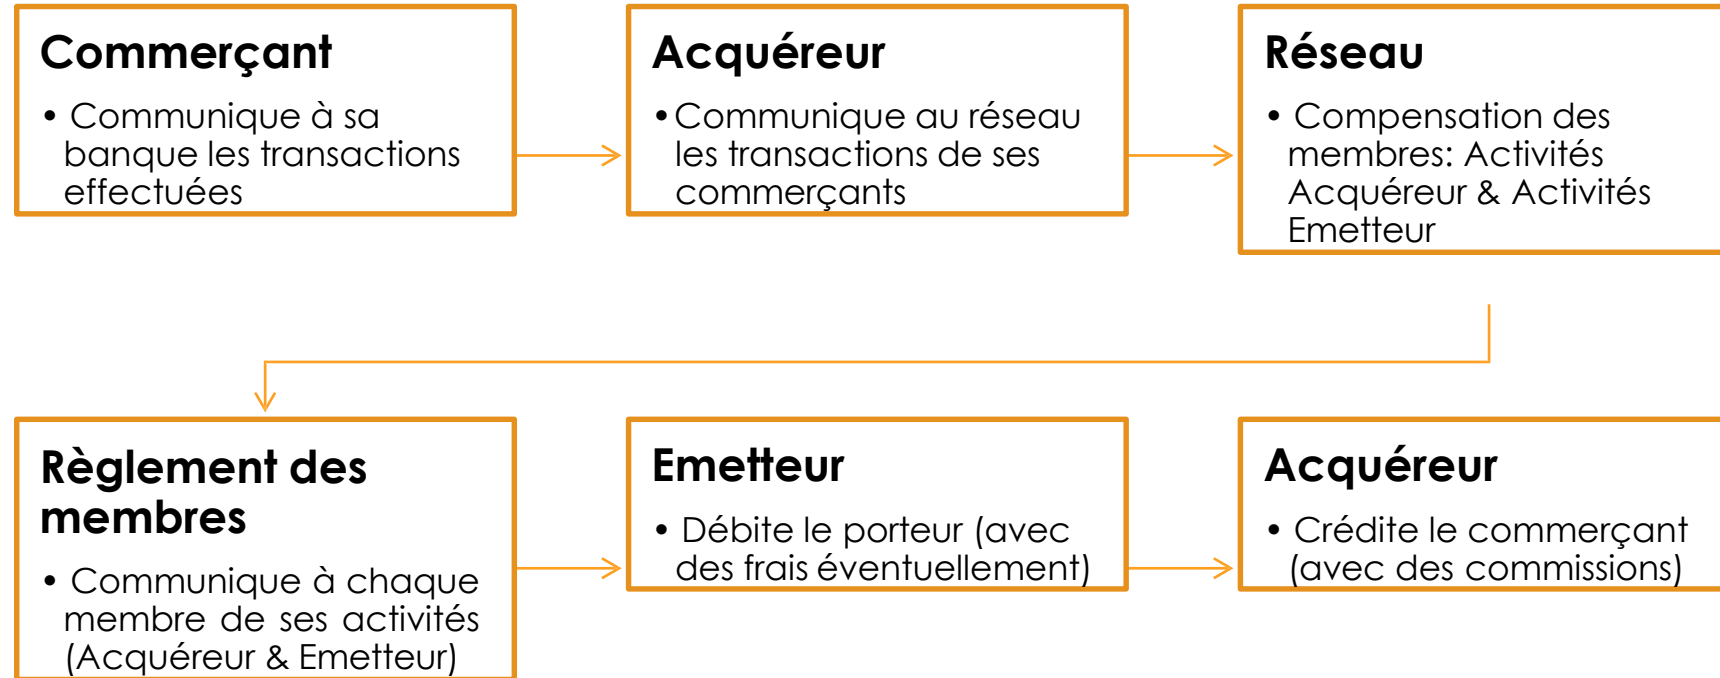 Commerçant
• Communique à sa
banque les transactions
effectuées
Acquéreur
• Communique au réseau
les transactions de ses
commerçants
Réseau
• Compensation des
membres: Activités
Acquéreur & Activités
Emetteur
Règlement des
membres
• Communique à chaque
membre de ses activités
(Acquéreur & Emetteur)
Emetteur
• Débite le porteur (avec
des frais éventuellement)
Acquéreur
• Crédite le commerçant
(avec des commissions)